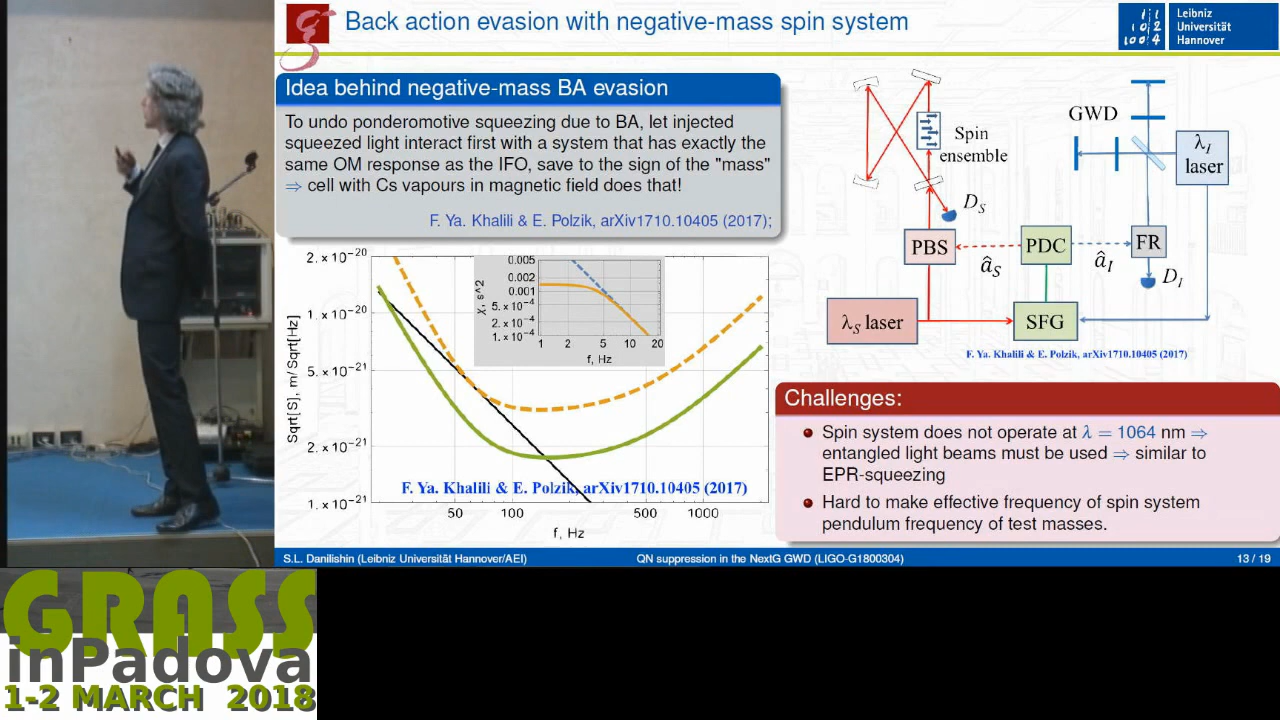 Back action evasion with negative-mass spin system
Leibniz
Universität
Hannover
Idea behind negative-mass BA evasion
To undo ponderomotive squeezing due to BA, let injected
squeezed light interact first with a system that has exactly the
same OM response as the IFO, save to the sign of the "mass"
⇒ cell with Cs vapours in magnetic field does that!
F. Ya. Khalili & E. Polzik, arXiv1710.10405 (2017);
Spin
ensemble
GWD
λ_I
laser
D_S
PBS
PDC
FR
â_S
â_I
D_I
λ_S laser
SFG
F. Ya. Khalili & E. Polzik, arXiv1710.10405 (2017)
2. × 10⁻²⁰
1. × 10⁻²⁰
5. × 10⁻²¹
2. × 10⁻²¹
1. × 10⁻²¹
Sqrt[S], m/Sqrt[Hz]
0.005
0.002
0.001
5. × 10⁻⁴
2. × 10⁻⁴
1. × 10⁻⁴
χ, s^2
1 2 5 10 20
f, Hz
F. Ya. Khalili & E. Polzik, arXiv1710.10405 (2017)
50 100 500 1000
f, Hz
Challenges:
Spin system does not operate at λ = 1064 nm ⇒
entangled light beams must be used ⇒ similar to
EPR-squeezing
Hard to make effective frequency of spin system
pendulum frequency of test masses.
S.L. Danilishin (Leibniz Universität Hannover/AEI) QN suppression in the NextG GWD (LIGO-G1800304) 13 / 19
GRASS
inPadova
1-2 MARCH 2018